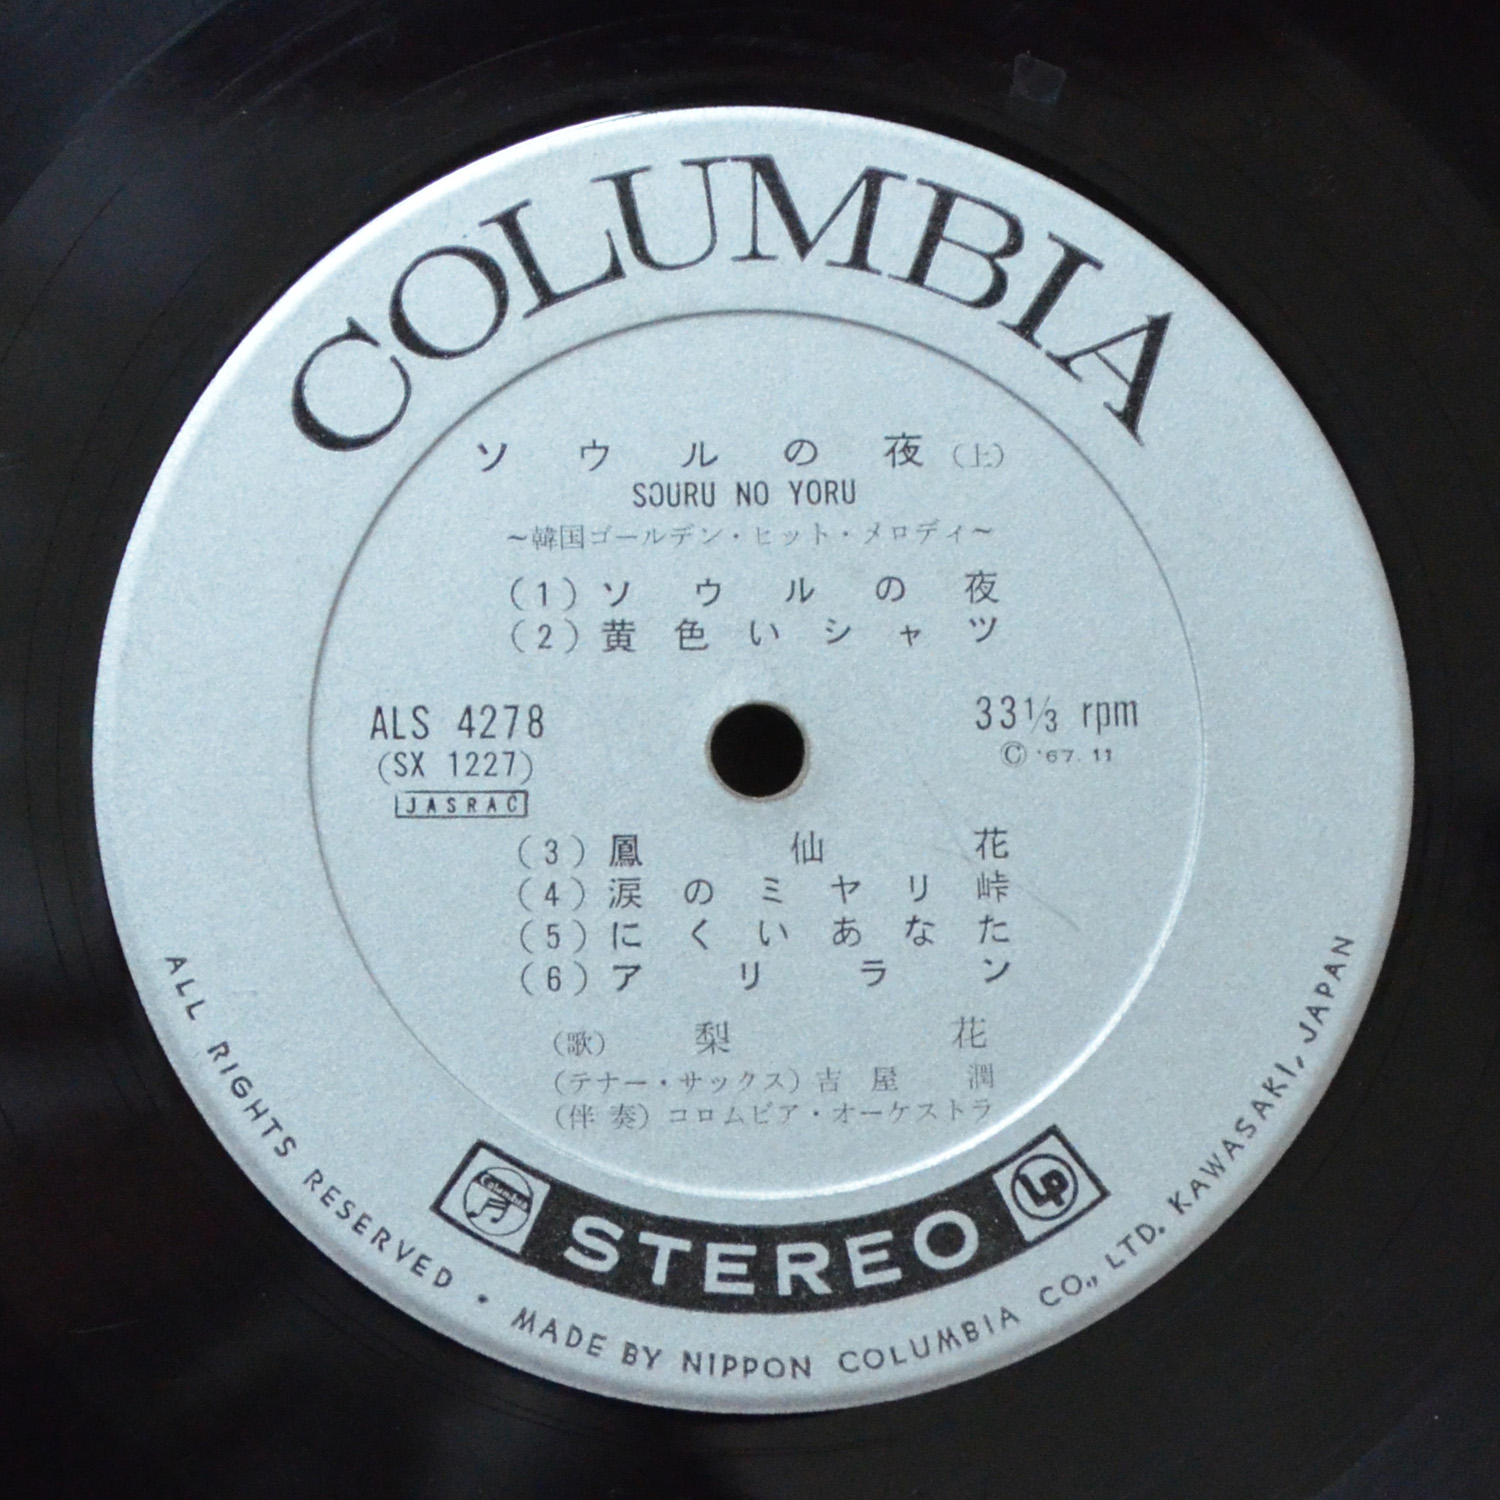 COLUMBIA
ソウルの夜（上）
SOURU NO YORU
～韓国ゴールデン・ヒット・メロディ～
（1）ソウルの夜
（2）黄色いシャツ
ALS 4278
33 1/3 rpm
(SX 1227)
Ⓒ '67. 11
JASRAC
（3）鳳仙花
（4）涙のミヤリ峠
（5）にくいあなた
（6）アリラン
（歌）梨花
（テナー・サックス）吉屋潤
（伴奏）コロムビア・オーケストラ
Columbia
STEREO
LP
ALL RIGHTS RESERVED • MADE BY NIPPON COLUMBIA CO., LTD. KAWASAKI, JAPAN